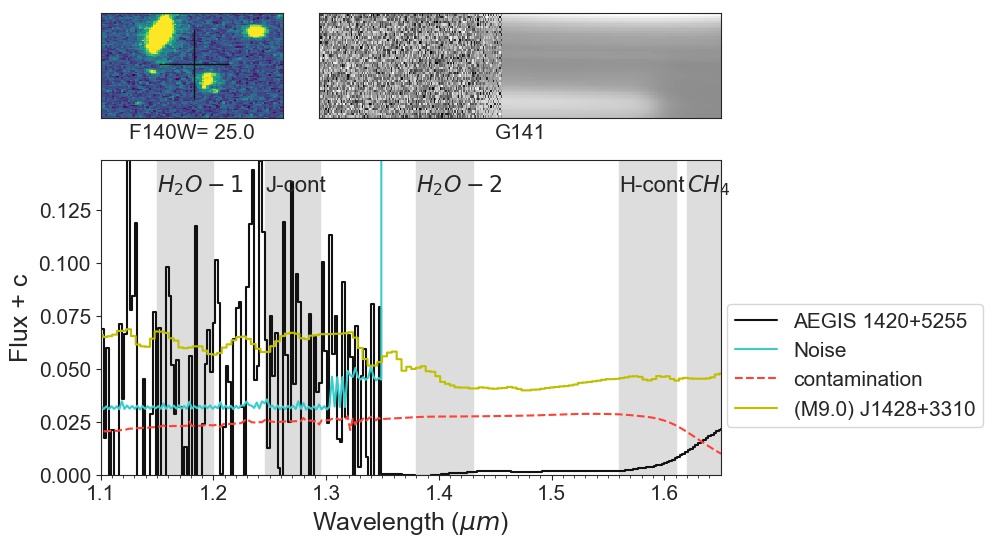 F140W= 25.0
G141
H₂O − 1
J-cont
H₂O − 2
H-cont
CH₄
0.125
0.100
0.075
0.050
0.025
0.000
Flux + c
1.1
1.2
1.3
1.4
1.5
1.6
Wavelength (μm)
AEGIS 1420+5255
Noise
contamination
(M9.0) J1428+3310